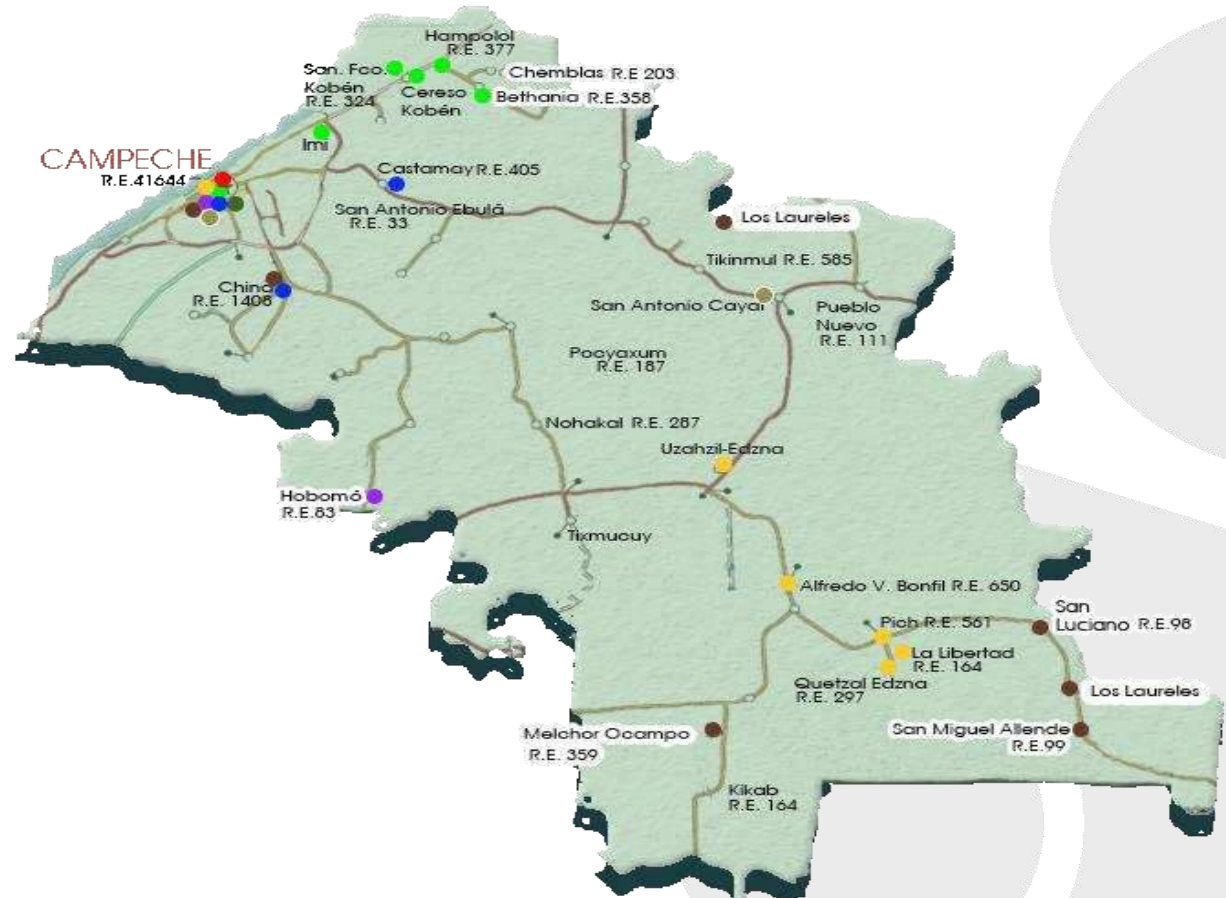 Hampolol
R.E. 377
San. Fco.
Kobén
R.E. 324
Cereso
Kobén
Chemblas R.E 203
Bethania R.E.358
Imi
CAMPECHE
R.E.41644
Castamay R.E.405
San Antonio Ebulá
R.E. 33
Los Laureles
Tikinmul R.E. 585
China
R.E. 1408
San Antonio Cayal
Pueblo
Nuevo
R.E. 111
Pocyaxum
R.E. 187
Nohakal R.E. 287
Uzahzil-Edzna
Hobomó
R.E.83
Tixmucuy
Alfredo V. Bonfil R.E. 650
San
Luciano R.E.98
Pich R.E. 561
La Libertad
R.E. 164
Quetzal Edzna
R.E. 297
Los Laureles
Melchor Ocampo
R.E. 359
San Miguel Allende
R.E.99
Kikab
R.E. 164